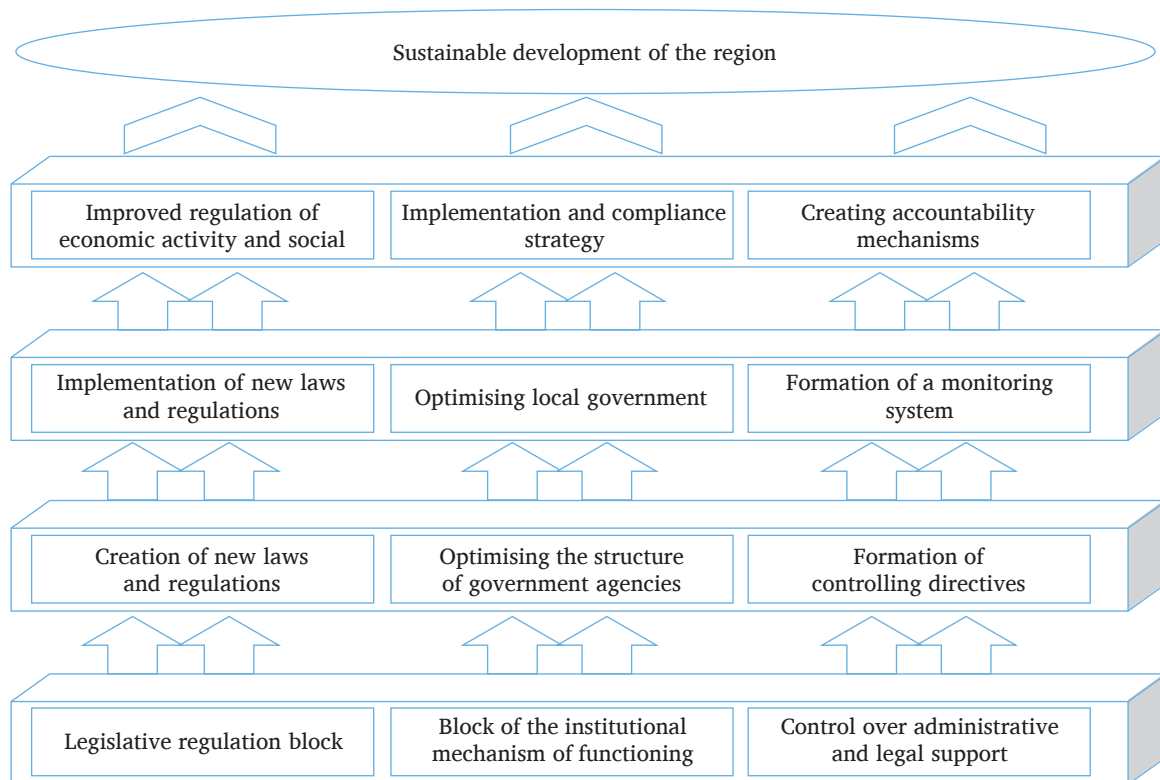 Sustainable development of the region
Improved regulation of
economic activity and social
Implementation and compliance
strategy
Creating accountability
mechanisms
Implementation of new laws
and regulations
Optimising local government
Formation of a monitoring
system
Creation of new laws
and regulations
Optimising the structure
of government agencies
Formation of
controlling directives
Legislative regulation block
Block of the institutional
mechanism of functioning
Control over administrative
and legal support